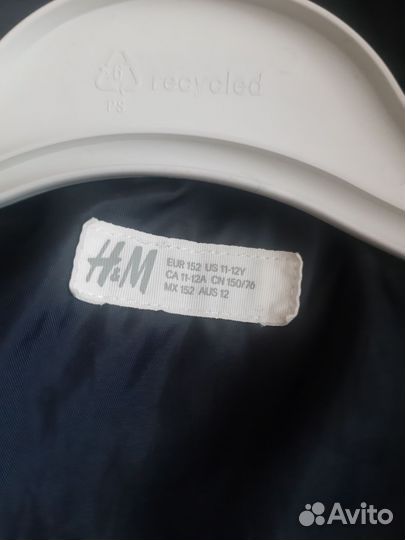 6
PS
recycled
H&M
EUR 152 US 11-12Y
CA 11-12A CN 150/76
MX 152 AUS 12
Avito